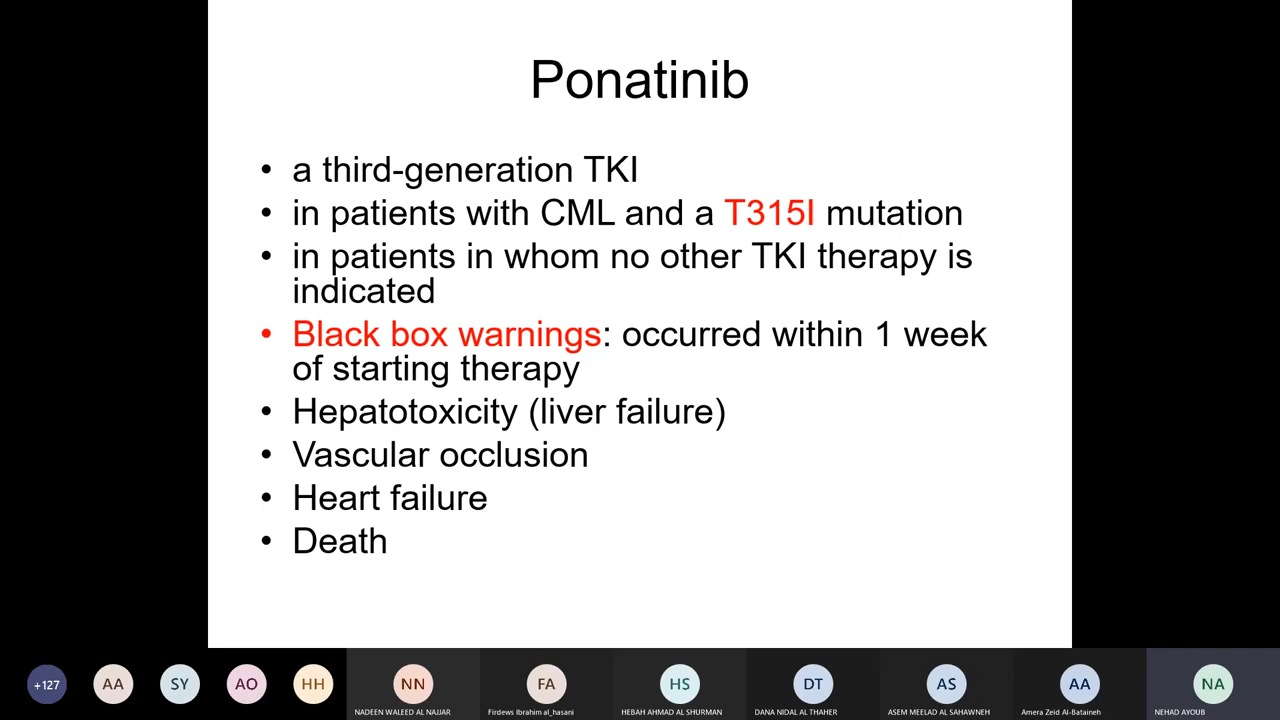 Ponatinib
• a third-generation TKI
• in patients with CML and a T315I mutation
• in patients in whom no other TKI therapy is
indicated
• Black box warnings: occurred within 1 week
of starting therapy
• Hepatotoxicity (liver failure)
• Vascular occlusion
• Heart failure
• Death
+127 AA SY AO HH NN FA HS DT AS AA NA
NADEEN WALEED AL NAJJAR Firdews Ibrahim al_hasani HEBAH AHMAD AL SHURMAN DANA NIDAL AL THAHER ASEM MEELAD AL SAHAWNEH Amera Zeid Al-Bataineh NEHAD AYOUB